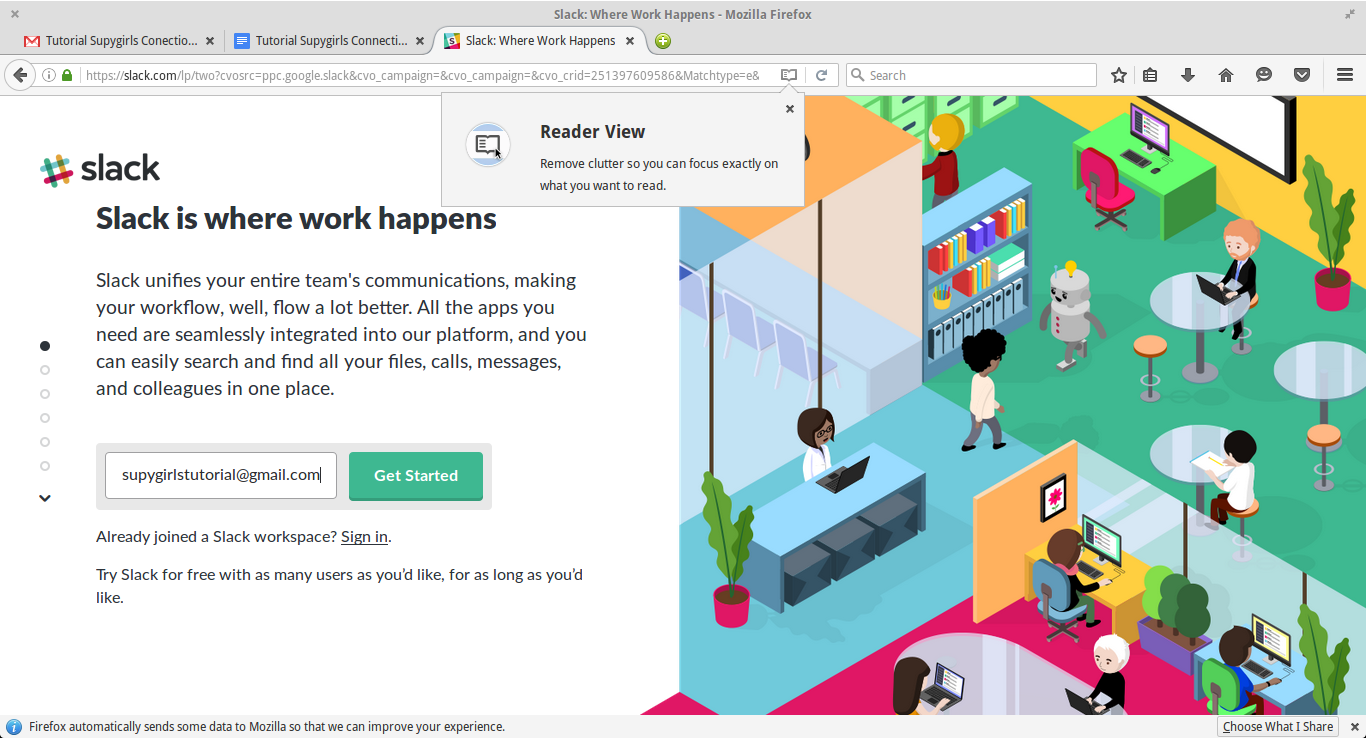 Slack: Where Work Happens - Mozilla Firefox
Tutorial Supygirls Conectio...
Tutorial Supygirls Connecti...
Slack: Where Work Happens
https://slack.com/lp/two?cvosrc=ppc.google.slack&cvo_campaign=&cvo_campaign=&cvo_crid=251397609586&Matchtype=e&
Search
Reader View
Remove clutter so you can focus exactly on
what you want to read.
slack
Slack is where work happens
Slack unifies your entire team's communications, making
your workflow, well, flow a lot better. All the apps you
need are seamlessly integrated into our platform, and you
can easily search and find all your files, calls, messages,
and colleagues in one place.
supygirlstutorial@gmail.com
Get Started
Already joined a Slack workspace? Sign in.
Try Slack for free with as many users as you’d like, for as long as you’d
like.
Firefox automatically sends some data to Mozilla so that we can improve your experience.
Choose What I Share